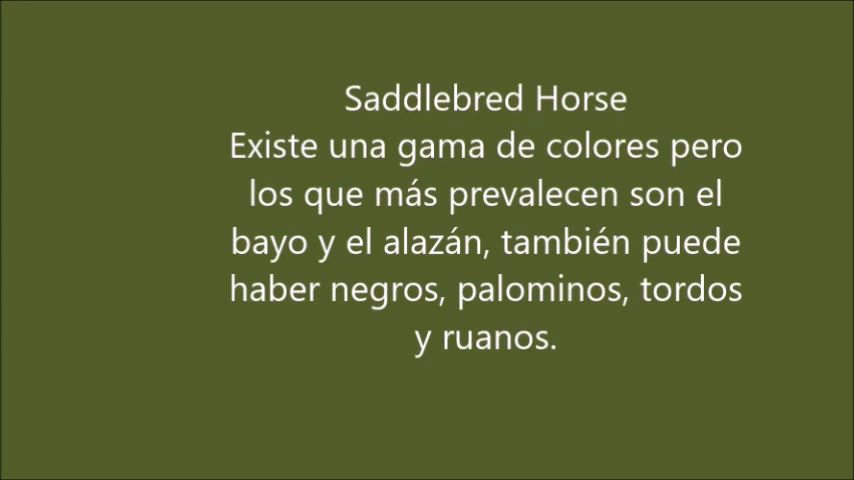 Saddlebred Horse
Existe una gama de colores pero
los que más prevalecen son el
bayo y el alazán, también puede
haber negros, palominos, tordos
y ruanos.